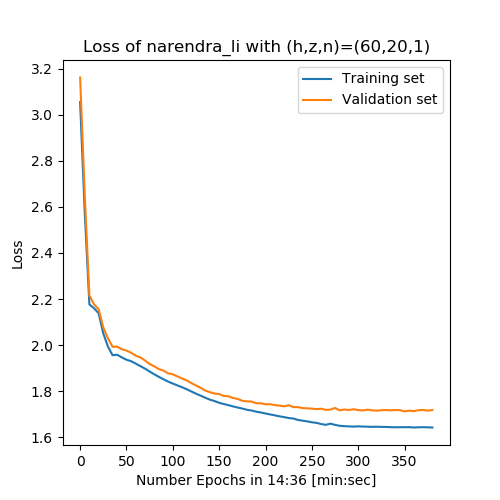 Loss of narendra_li with (h,z,n)=(60,20,1)
Training set
Validation set
3.2
3.0
2.8
2.6
2.4
2.2
2.0
1.8
1.6
Loss
0 50 100 150 200 250 300 350
Number Epochs in 14:36 [min:sec]